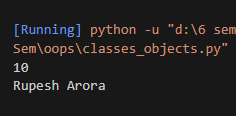 [Running] python -u "d:\6 sem
Sem\oops\classes_objects.py"
10
Rupesh Arora